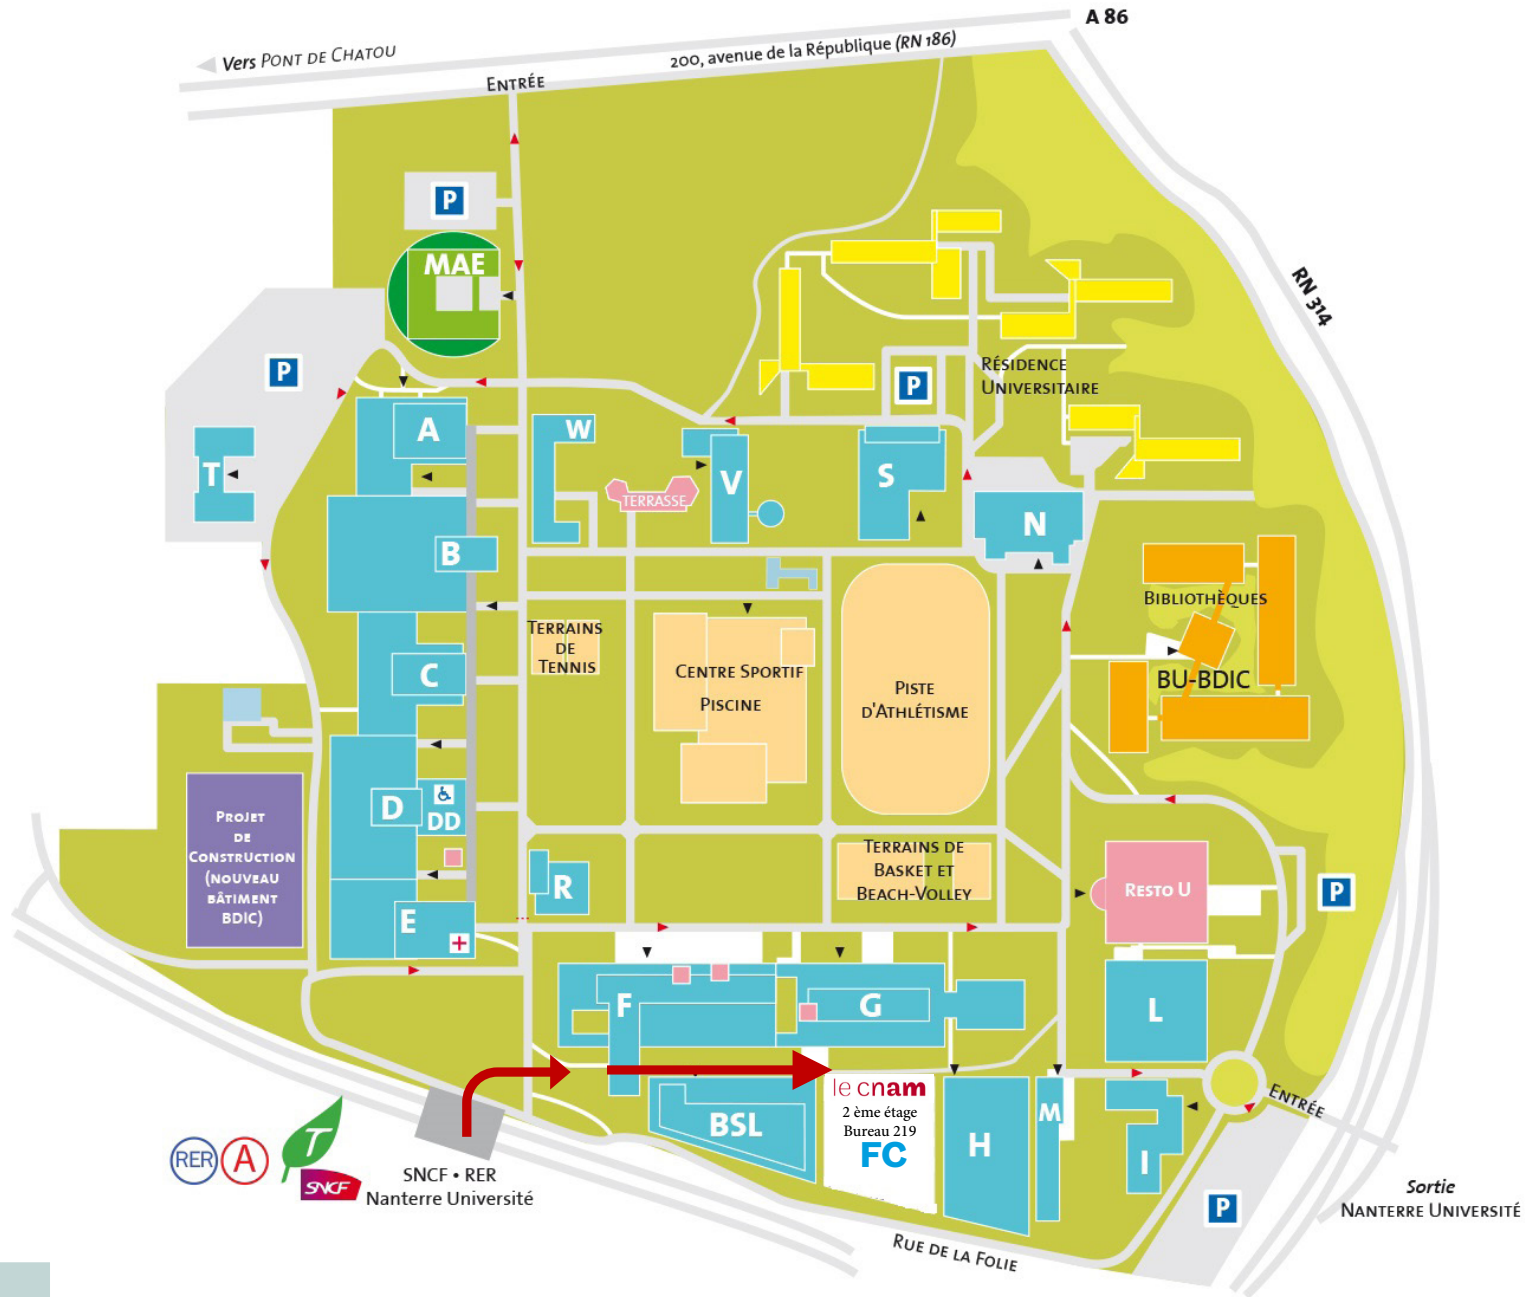 A 86
Vers Pont de Chatou
200, avenue de la République (RN 186)
Entrée
P
MAE
RN 314
P
Résidence
Universitaire
P
A
W
T
V
S
Terrasse
N
B
Bibliothèques
Terrains
de
Tennis
Centre Sportif
Piscine
C
Piste
d'Athlétisme
BU-BDIC
D
DD
Projet
de
Construction
(nouveau
bâtiment
BDIC)
Terrains de
Basket et
Beach-Volley
R
Resto U
P
E
F
G
L
le cnam
2 ème étage
Bureau 219
FC
BSL
H
M
I
Entrée
RER
A
T
SNCF
SNCF • RER
Nanterre Université
P
Sortie
Nanterre Université
Rue de la Folie